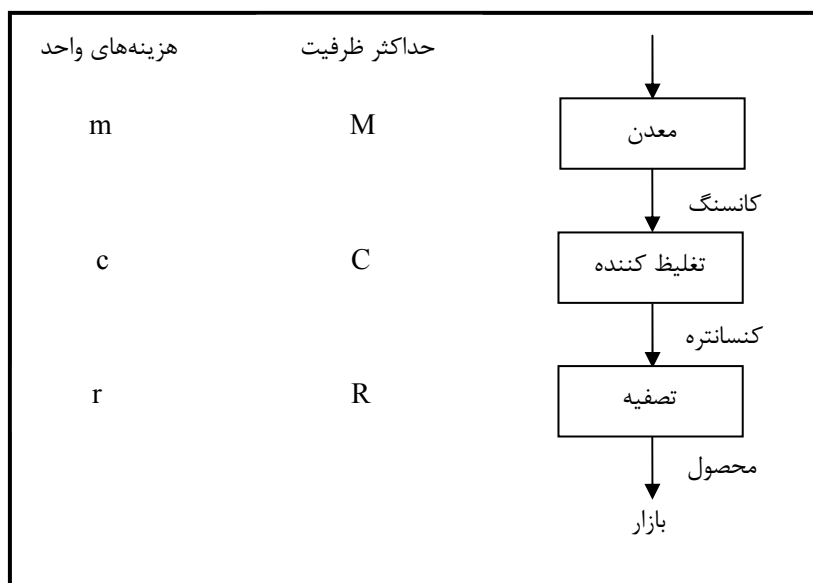 حداکثر ظرفیت هزینه‌های واحد
معدن M m
کانسنگ
تغلیظ کننده C c
کنسانتره
تصفیه R r
محصول
بازار